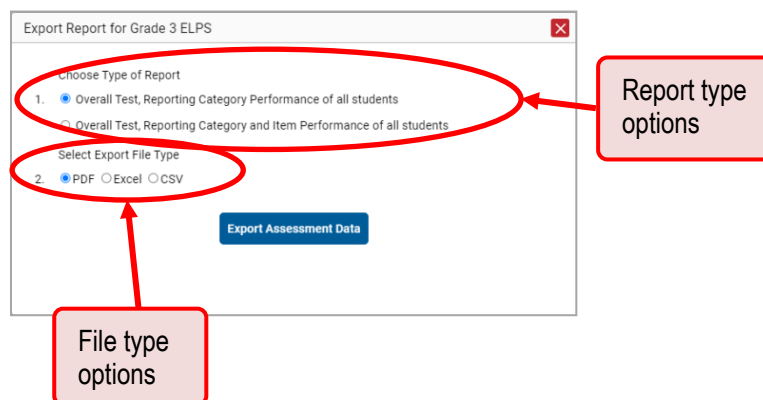 Export Report for Grade 3 ELPS
Choose Type of Report
1. Overall Test, Reporting Category Performance of all students
Overall Test, Reporting Category and Item Performance of all students
Select Export File Type
2. PDF Excel CSV
Export Assessment Data
Report type
options
File type
options